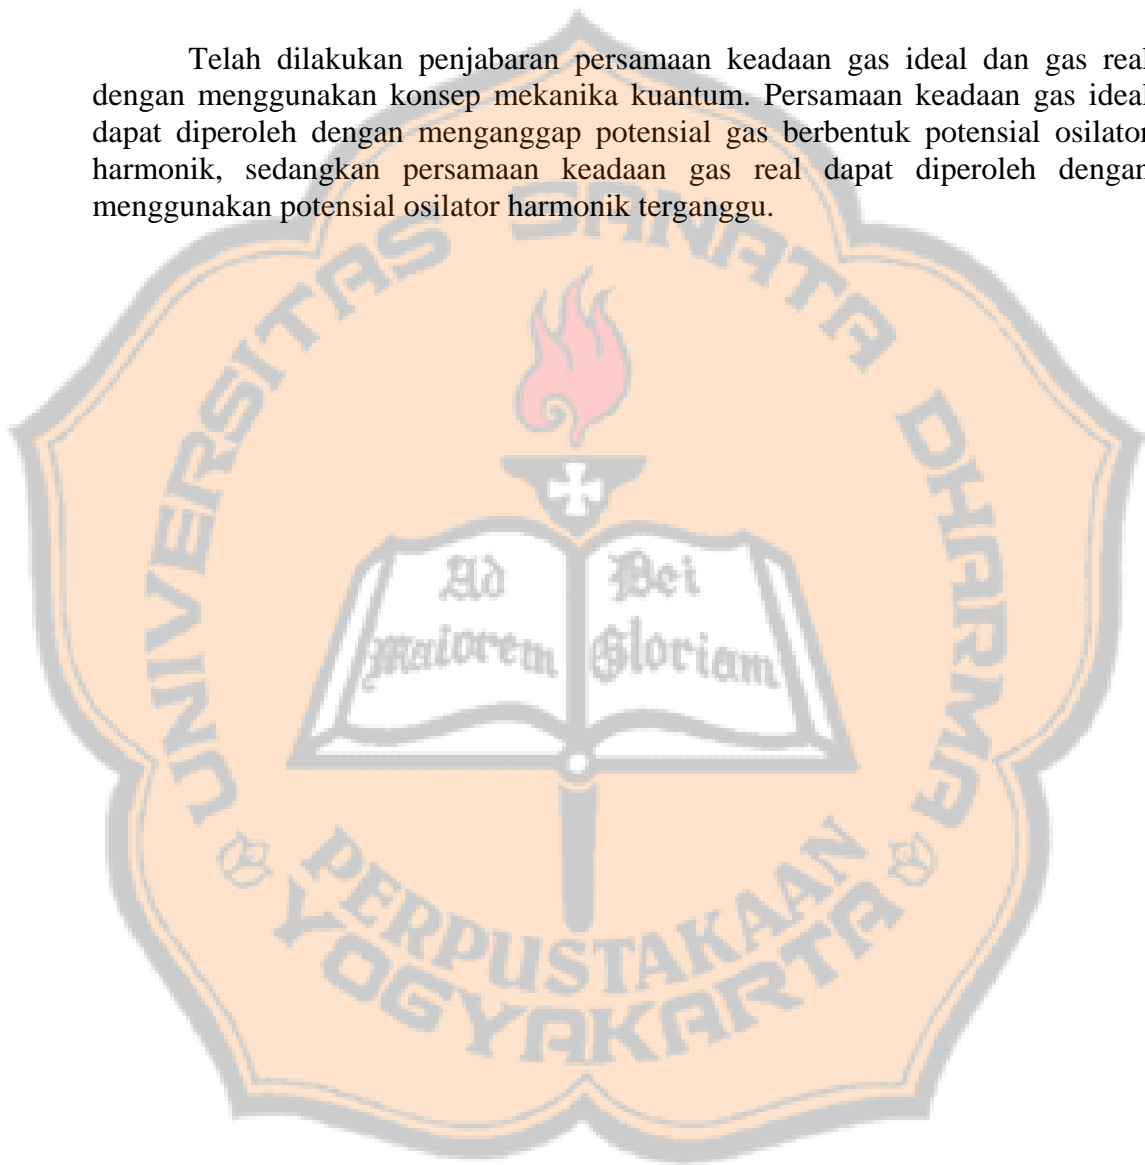 Telah dilakukan penjabaran persamaan keadaan gas ideal dan gas real
dengan menggunakan konsep mekanika kuantum. Persamaan keadaan gas ideal
dapat diperoleh dengan menganggap potensial gas berbentuk potensial osilator
harmonik, sedangkan persamaan keadaan gas real dapat diperoleh dengan
menggunakan potensial osilator harmonik terganggu.
UNIVERSITAS SANATA DHARMA
Ad Dei
Maiorem Gloriam
PERPUSTAKAAN
YOGYAKARTA